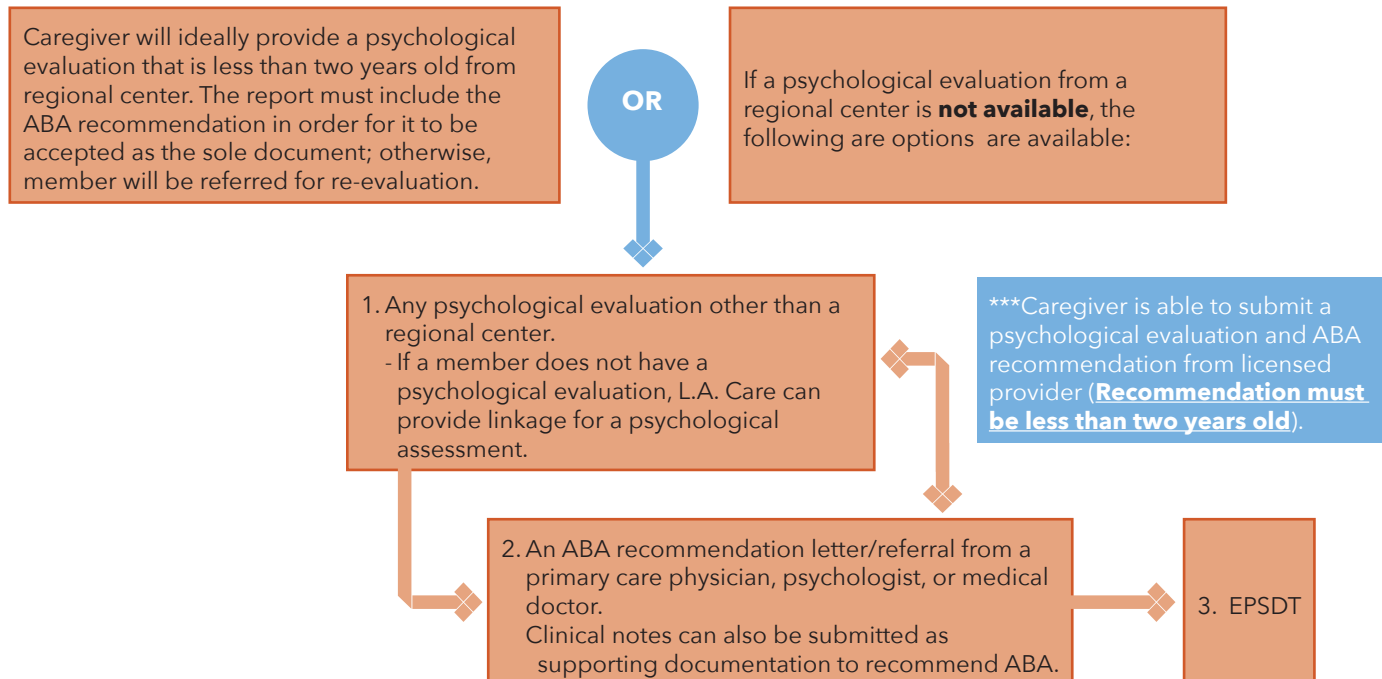 Caregiver will ideally provide a psychological
evaluation that is less than two years old from
regional center. The report must include the
ABA recommendation in order for it to be
accepted as the sole document; otherwise,
member will be referred for re-evaluation.
OR
If a psychological evaluation from a
regional center is not available, the
following are options are available:
1. Any psychological evaluation other than a
regional center.
- If a member does not have a
psychological evaluation, L.A. Care can
provide linkage for a psychological
assessment.
***Caregiver is able to submit a
psychological evaluation and ABA
recommendation from licensed
provider (Recommendation must
be less than two years old).
2. An ABA recommendation letter/referral from a
primary care physician, psychologist, or medical
doctor.
Clinical notes can also be submitted as
supporting documentation to recommend ABA.
3. EPSDT